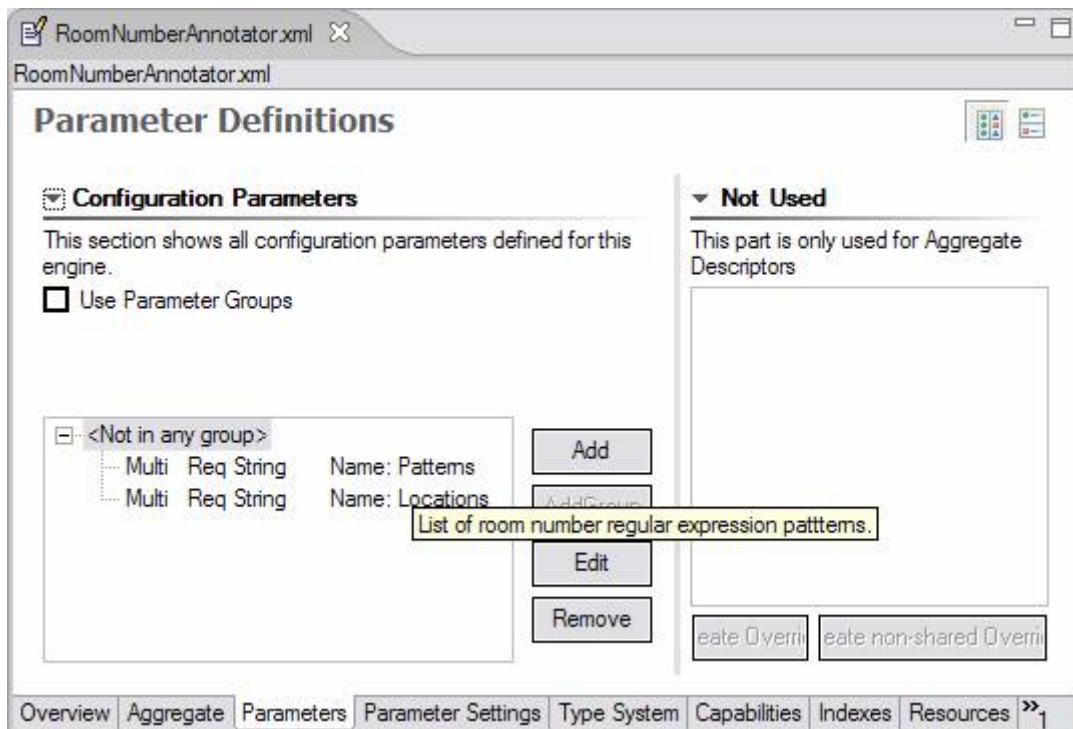 RoomNumberAnnotator.xml
RoomNumberAnnotator.xml
Parameter Definitions
Configuration Parameters
This section shows all configuration parameters defined for this
engine.
Use Parameter Groups
<Not in any group>
Multi Req String Name: Patterns
Multi Req String Name: Locations
Add
AddGroup
List of room number regular expression patttems.
Edit
Remove
Not Used
This part is only used for Aggregate
Descriptors
eate Overri
eate non-shared Overri
Overview Aggregate Parameters Parameter Settings Type System Capabilities Indexes Resources »1